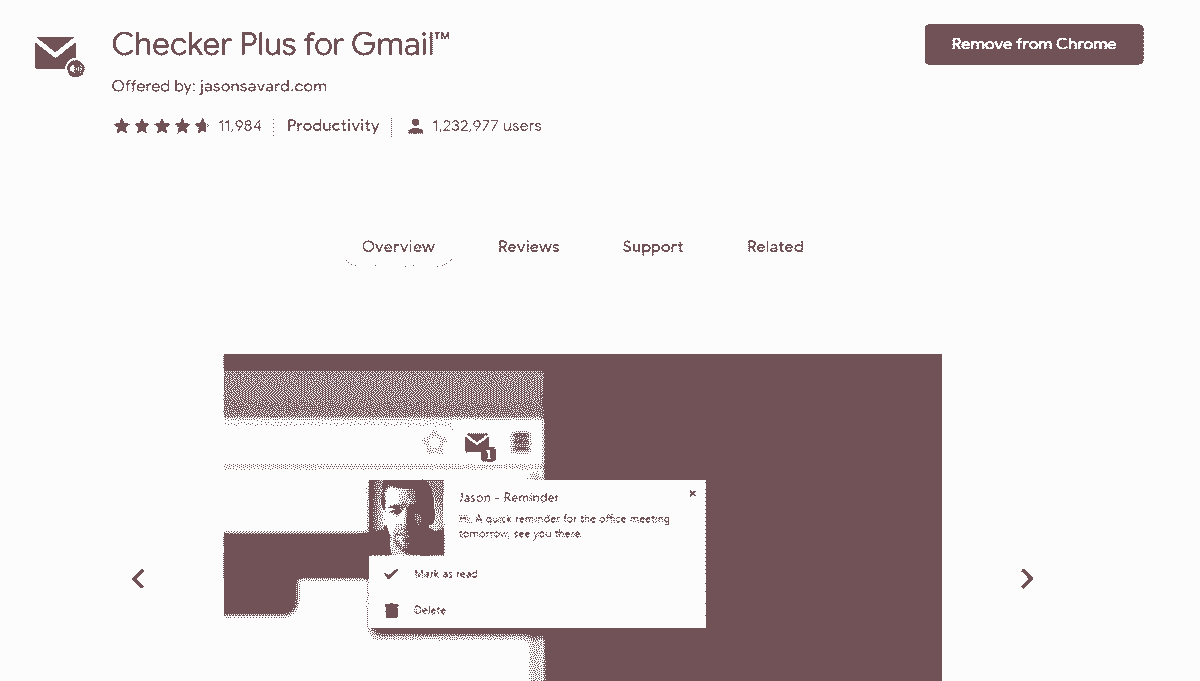 Checker Plus for Gmail™
Remove from Chrome
Offered by: jasonsavard.com
11,984 Productivity 1,232,977 users
Overview Reviews Support Related
1
Jason - Reminder
Hi, A quick reminder for the office meeting
tomorrow, see you there.
Mark as read
Delete